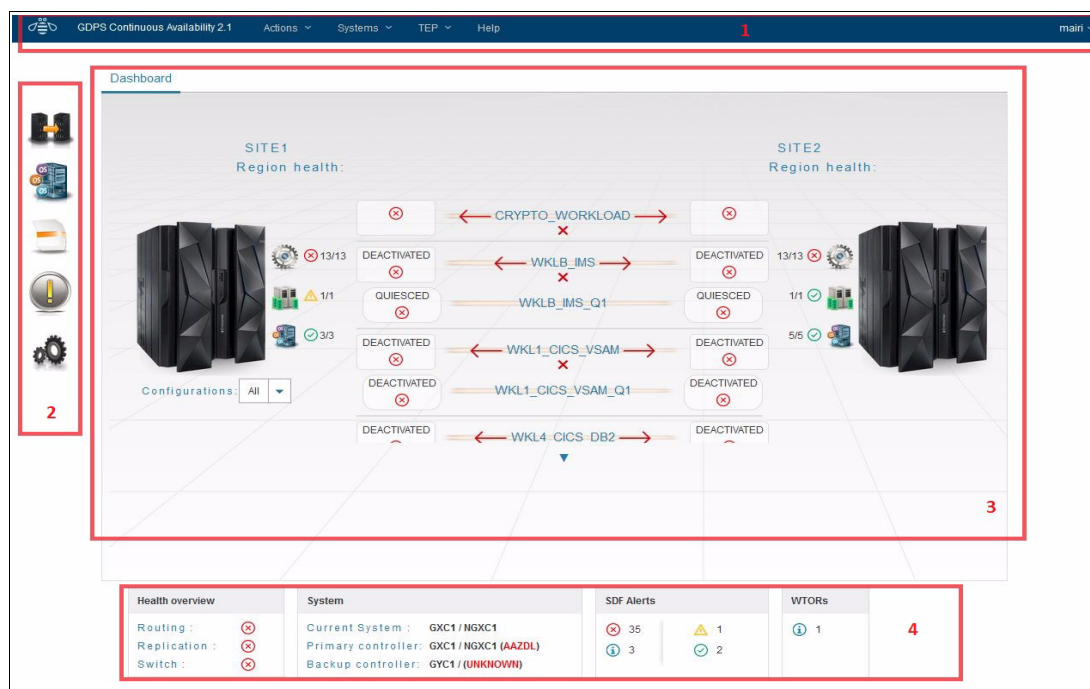 GDPS Continuous Availability 2.1 Actions Systems TEP Help 1 mairi
Dashboard
SITE1
Region health:
SITE2
Region health:
CRYPTO_WORKLOAD
13/13 DEACTIVATED WKLB_IMS DEACTIVATED 13/13
1/1 QUIESCED WKLB_IMS_Q1 QUIESCED 1/1
3/3 5/5
DEACTIVATED WKL1_CICS_VSAM DEACTIVATED
Configurations: All DEACTIVATED WKL1_CICS_VSAM_Q1 DEACTIVATED
2
DEACTIVATED WKL4_CICS_DB2 DEACTIVATED
3
OS
OS
OS
Health overview
Routing :
Replication :
Switch :
System
Current System : GXC1 / NGXC1
Primary controller: GXC1 / NGXC1 (AAZDL)
Backup controller: GYC1 / (UNKNOWN)
SDF Alerts
35 1
3 2
WTORs
1
4